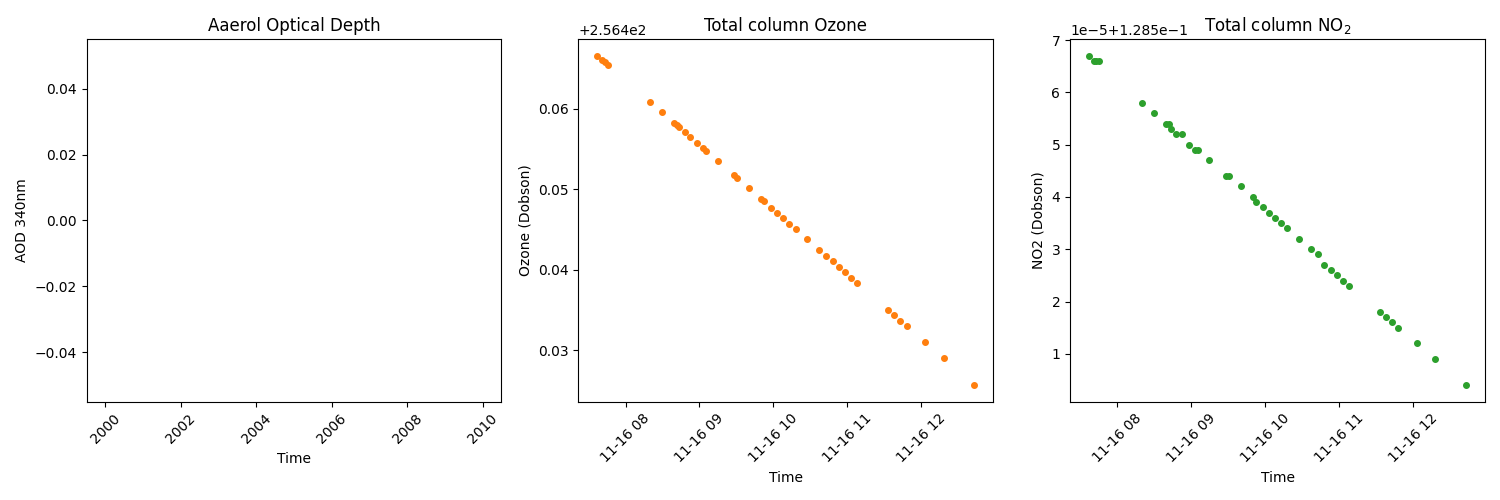 Aaerol Optical Depth
AOD 340nm
0.04
0.02
0.00
−0.02
−0.04
2000
2002
2004
2006
2008
2010
Time
Total column Ozone
+2.564e2
Ozone (Dobson)
0.06
0.05
0.04
0.03
11-16 08
11-16 09
11-16 10
11-16 11
11-16 12
Time
Total column NO₂
1e−5+1.285e−1
NO2 (Dobson)
7
6
5
4
3
2
1
11-16 08
11-16 09
11-16 10
11-16 11
11-16 12
Time